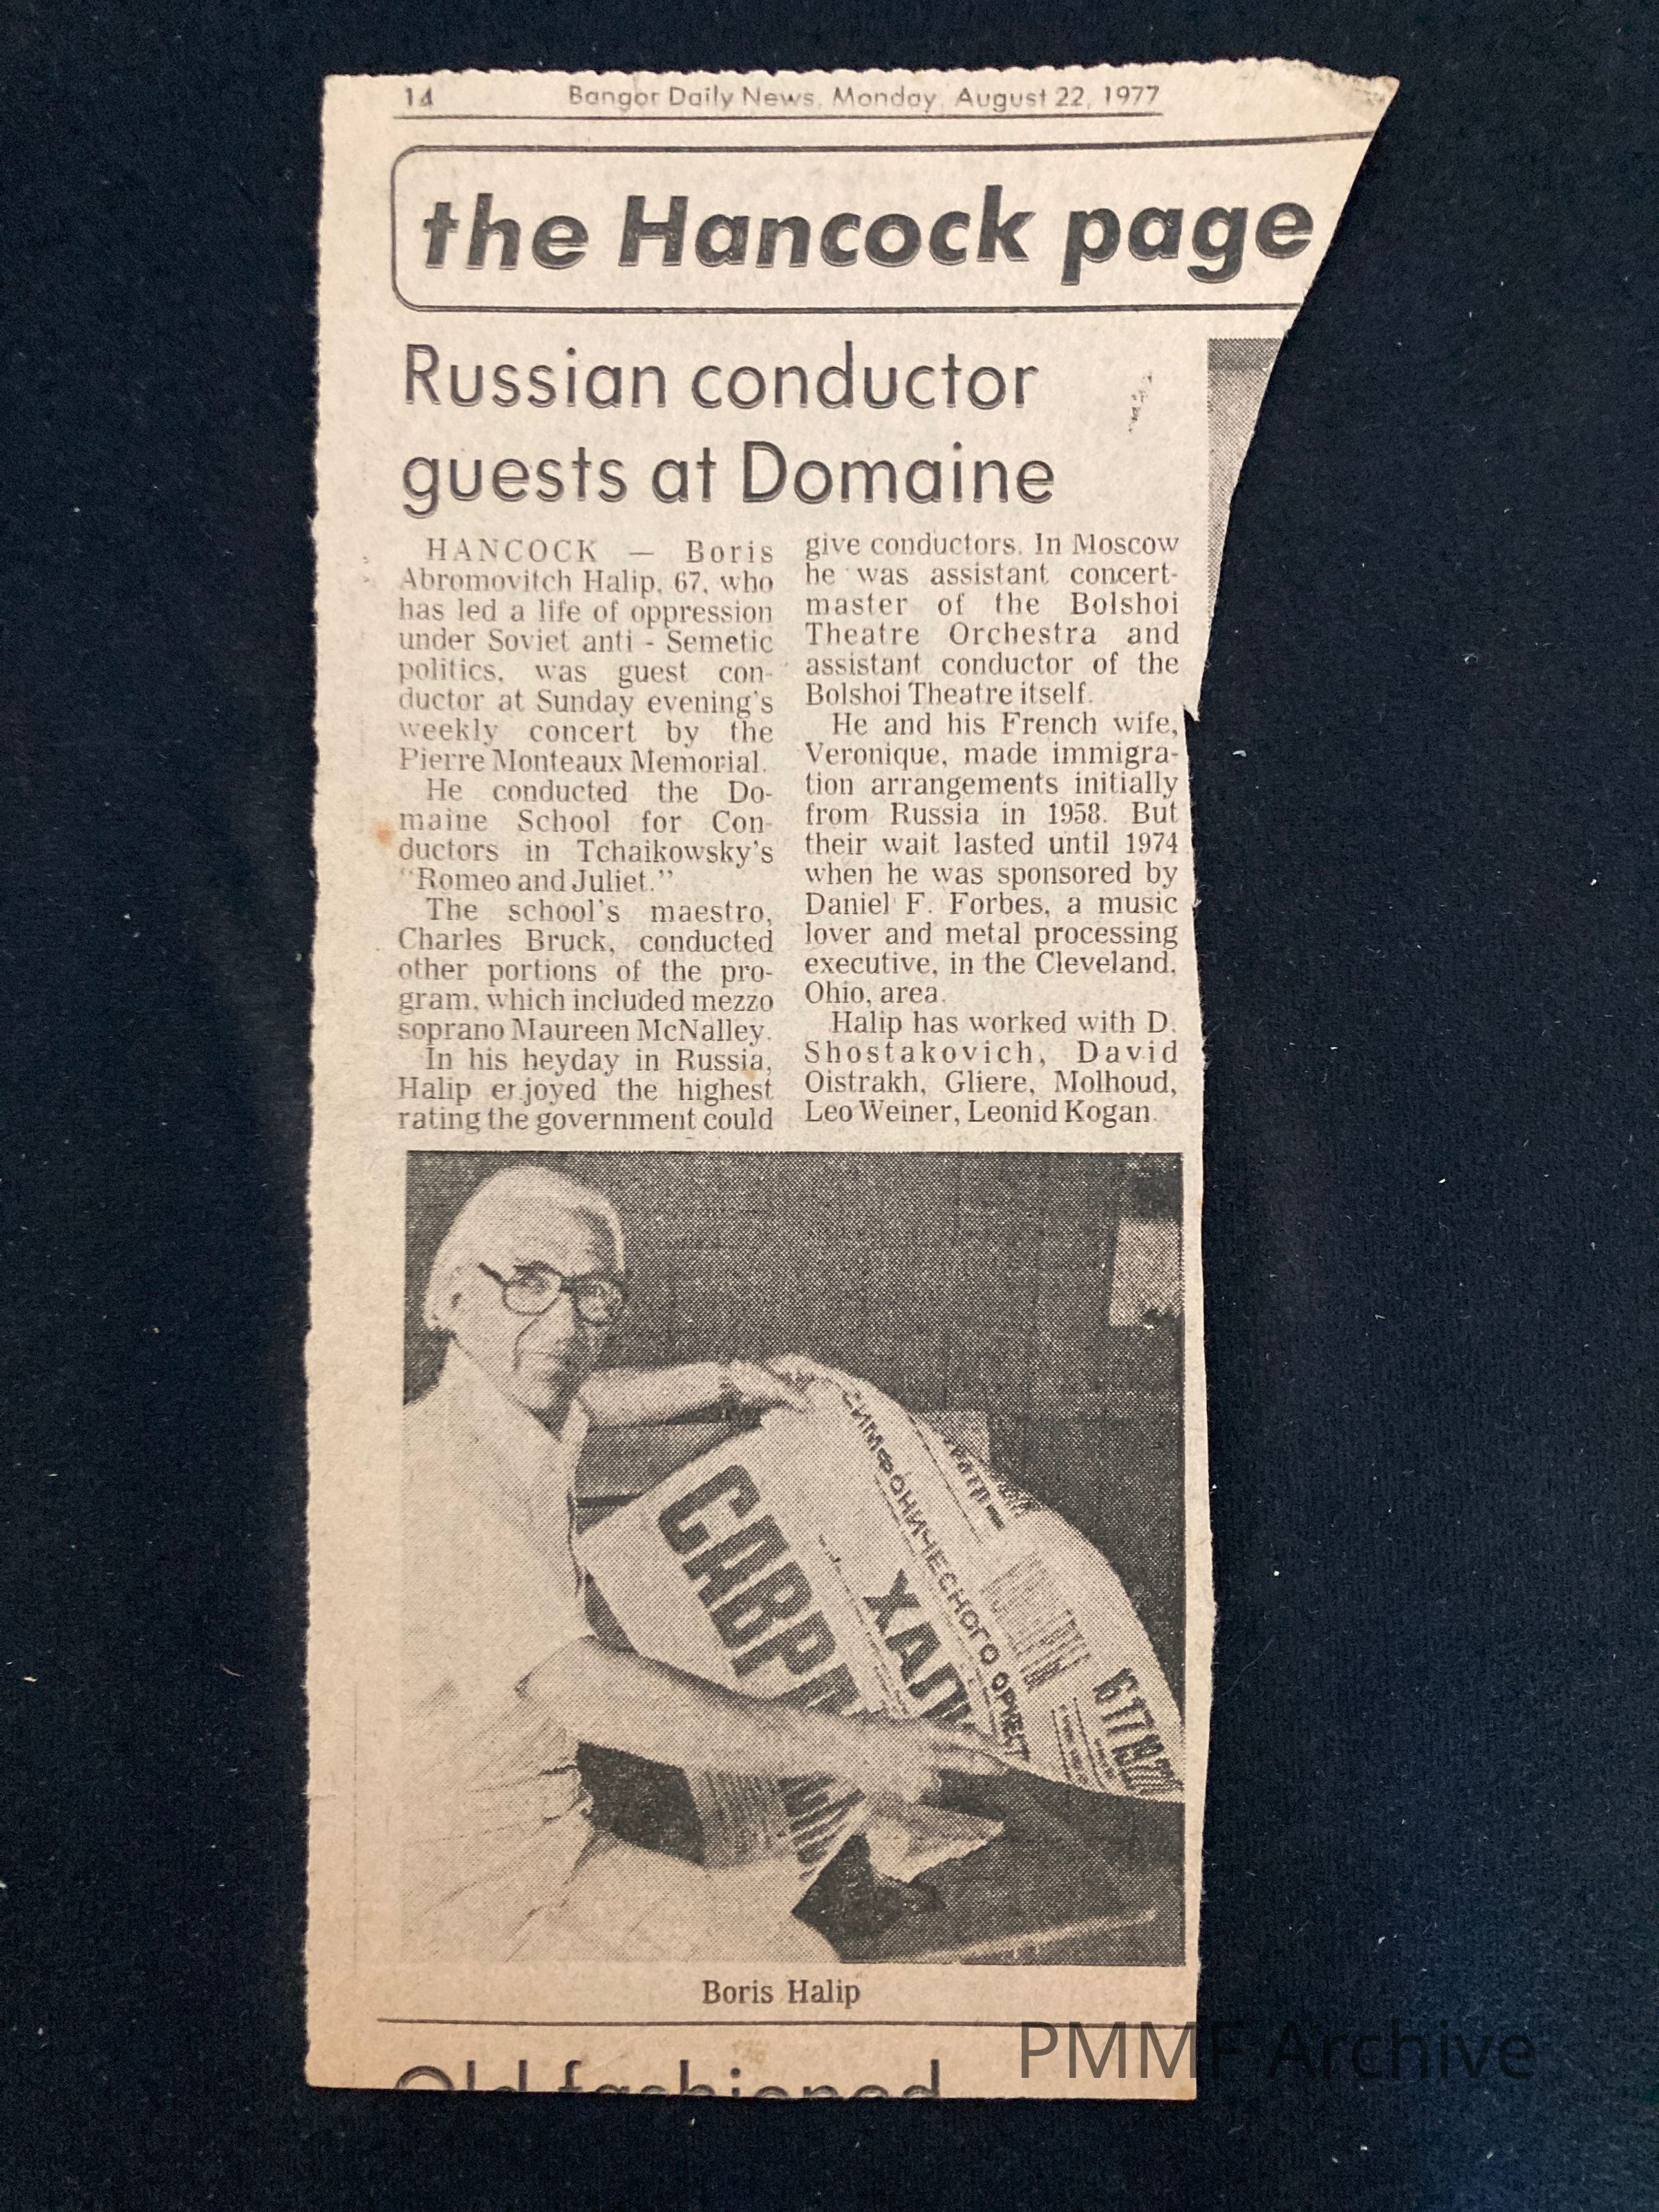 14
Bangor Daily News, Monday, August 22, 1977
the Hancock page
Russian conductor
guests at Domaine
HANCOCK — Boris
Abromovitch Halip, 67, who
has led a life of oppression
under Soviet anti - Semetic
politics, was guest con-
ductor at Sunday evening's
weekly concert by the
Pierre Monteaux Memorial.
He conducted the Do-
maine School for Con-
ductors in Tchaikowsky's
"Romeo and Juliet."
The school's maestro,
Charles Bruck, conducted
other portions of the pro-
gram, which included mezzo
soprano Maureen McNalley.
In his heyday in Russia,
Halip enjoyed the highest
rating the government could
give conductors. In Moscow
he was assistant concert-
master of the Bolshoi
Theatre Orchestra and
assistant conductor of the
Bolshoi Theatre itself.
He and his French wife,
Veronique, made immigra-
tion arrangements initially
from Russia in 1958. But
their wait lasted until 1974
when he was sponsored by
Daniel F. Forbes, a music
lover and metal processing
executive, in the Cleveland,
Ohio, area.
Halip has worked with D.
Shostakovich, David
Oistrakh, Gliere, Molhoud,
Leo Weiner, Leonid Kogan.
СИМФОНИЧЕСКОГО ОРКЕСТ
ХАЛИ
Boris Halip
Old fashioned
PMMF Archive